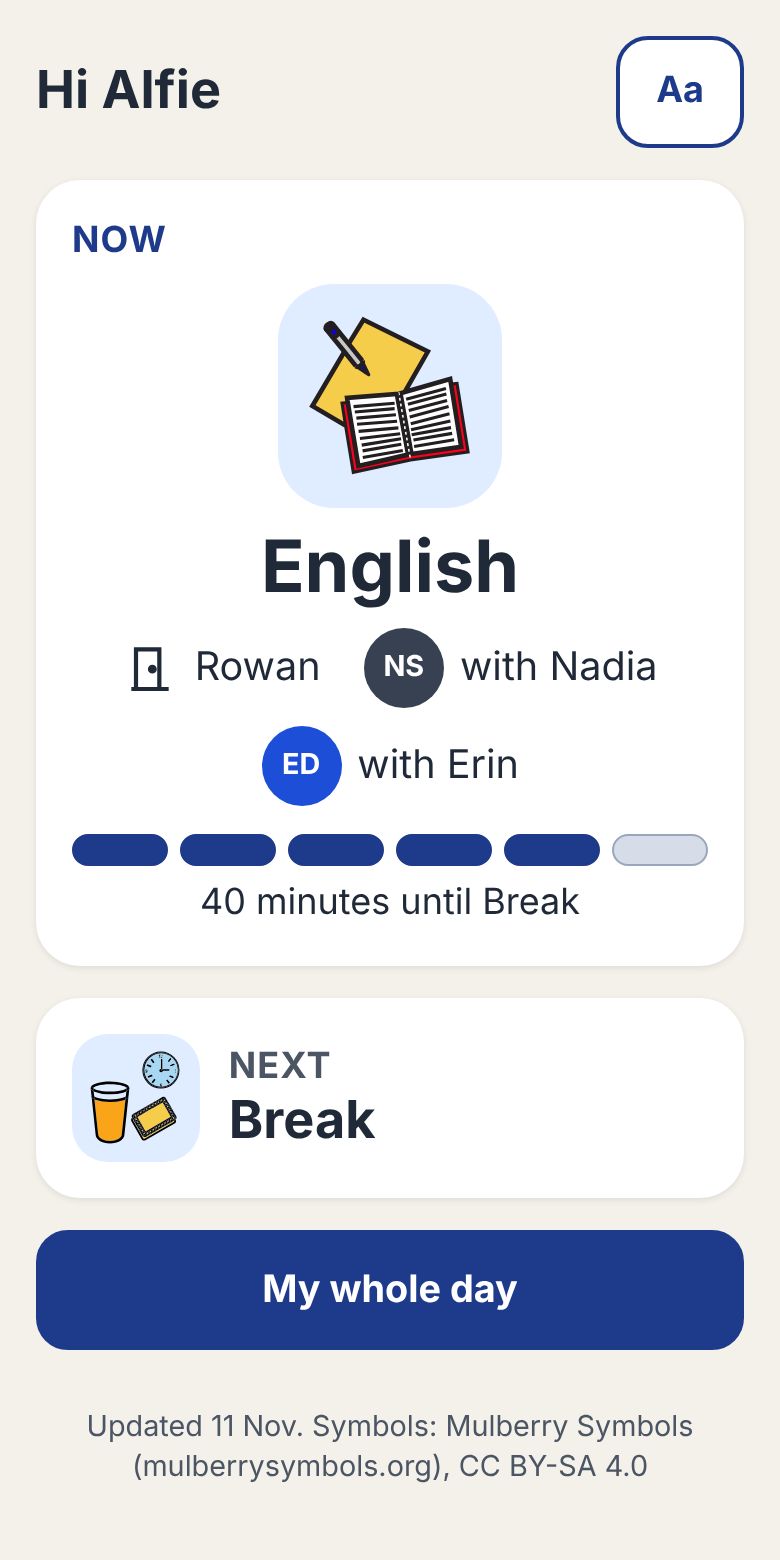 Hi Alfie
Aa
NOW
English
Rowan
NS with Nadia
ED with Erin
40 minutes until Break
NEXT
Break
My whole day
Updated 11 Nov. Symbols: Mulberry Symbols
(mulberrysymbols.org), CC BY-SA 4.0